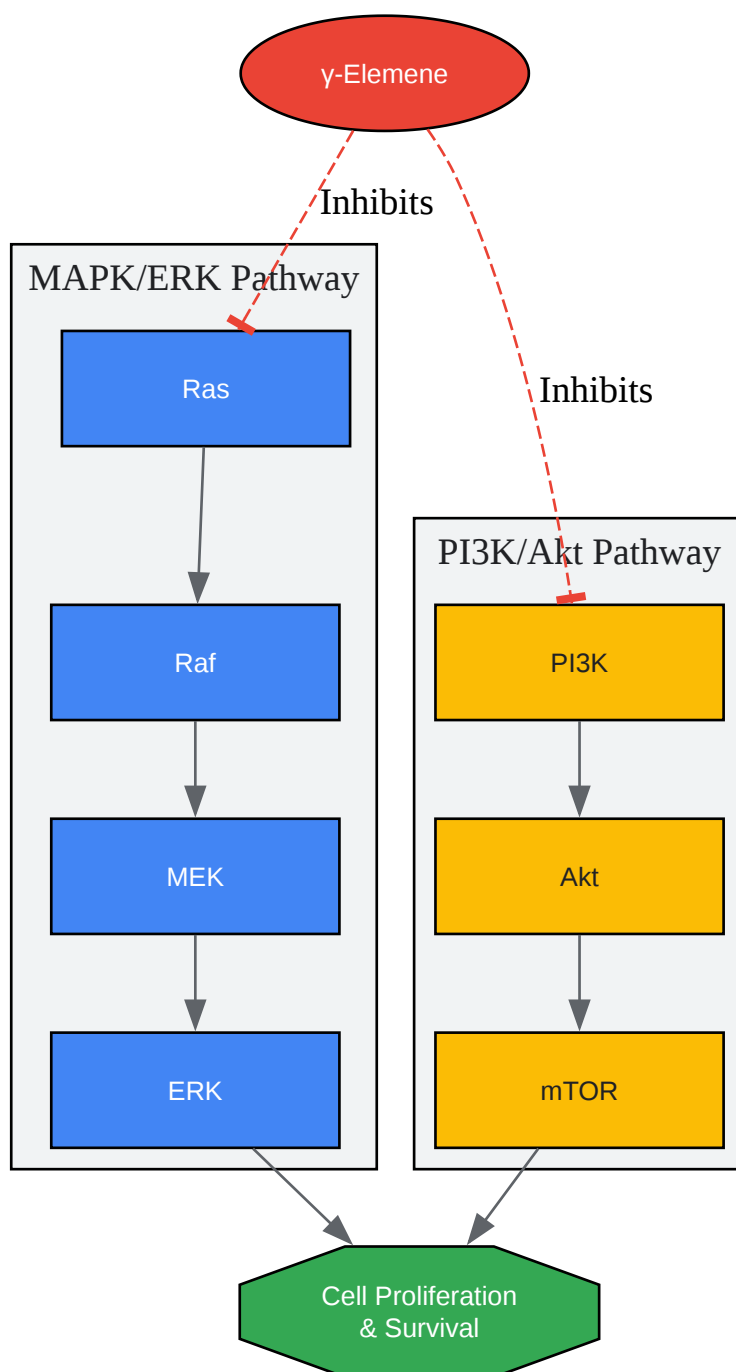 γ-Elemene
Inhibits
MAPK/ERK Pathway
Ras
Inhibits
PI3K/Akt Pathway
Raf
PI3K
MEK
Akt
ERK
mTOR
Cell Proliferation
& Survival